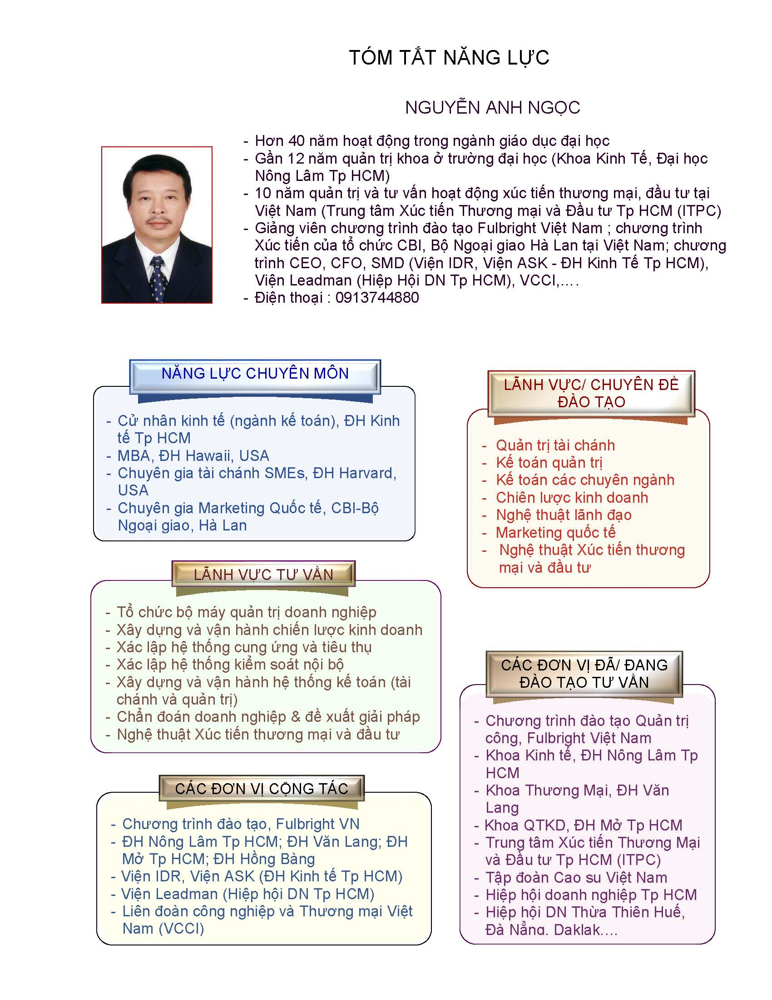 TÓM TẮT NĂNG LỰC
NGUYỄN ANH NGỌC
- Hơn 40 năm hoạt động trong ngành giáo dục đại học
- Gần 12 năm quản trị khoa ở trường đại học (Khoa Kinh Tế, Đại học
Nông Lâm Tp HCM)
- 10 năm quản trị và tư vấn hoạt động xúc tiến thương mại, đầu tư tại
Việt Nam (Trung tâm Xúc tiến Thương mại và Đầu tư Tp HCM (ITPC)
- Giảng viên chương trình đào tạo Fulbright Việt Nam ; chương trình
Xúc tiến của tổ chức CBI, Bộ Ngoại giao Hà Lan tại Việt Nam; chương
trình CEO, CFO, SMD (Viện IDR, Viện ASK - ĐH Kinh Tế Tp HCM),
Viện Leadman (Hiệp Hội DN Tp HCM), VCCI,....
- Điện thoại : 0913744880
NĂNG LỰC CHUYÊN MÔN
- Cử nhân kinh tế (ngành kế toán), ĐH Kinh
tế Tp HCM
- MBA, ĐH Hawaii, USA
- Chuyên gia tài chánh SMEs, ĐH Harvard,
USA
- Chuyên gia Marketing Quốc tế, CBI-Bộ
Ngoại giao, Hà Lan
LÃNH VỰC/ CHUYÊN ĐỀ
ĐÀO TẠO
- Quản trị tài chánh
- Kế toán quản trị
- Kế toán các chuyên ngành
- Chiên lược kinh doanh
- Nghệ thuật lãnh đạo
- Marketing quốc tế
- Nghệ thuật Xúc tiến thương
mại và đầu tư
LÃNH VỰC TƯ VẤN
- Tổ chức bộ máy quản trị doanh nghiệp
- Xây dựng và vận hành chiến lược kinh doanh
- Xác lập hệ thống cung ứng và tiêu thụ
- Xác lập hệ thống kiểm soát nội bộ
- Xây dựng và vận hành hệ thống kế toán (tài
chánh và quản trị)
- Chẩn đoán doanh nghiệp & đề xuất giải pháp
- Nghệ thuật Xúc tiến thương mại và đầu tư
CÁC ĐƠN VỊ ĐÃ/ ĐANG
ĐÀO TẠO TƯ VẤN
- Chương trình đào tạo Quản trị
công, Fulbright Việt Nam
- Khoa Kinh tế, ĐH Nông Lâm Tp
HCM
- Khoa Thương Mại, ĐH Văn
Lang
- Khoa QTKD, ĐH Mở Tp HCM
- Trung tâm Xúc tiến Thương Mại
và Đầu tư Tp HCM (ITPC)
- Tập đoàn Cao su Việt Nam
- Hiệp hội doanh nghiệp Tp HCM
- Hiệp hội DN Thừa Thiên Huế,
Đà Nẵng, Daklak,...
CÁC ĐƠN VỊ CỘNG TÁC
- Chương trình đào tạo, Fulbright VN
- ĐH Nông Lâm Tp HCM; ĐH Văn Lang; ĐH
Mở Tp HCM; ĐH Hồng Bàng
- Viện IDR, Viện ASK (ĐH Kinh tế Tp HCM)
- Viện Leadman (Hiệp hội DN Tp HCM)
- Liên đoàn công nghiệp và Thương mại Việt
Nam (VCCI)